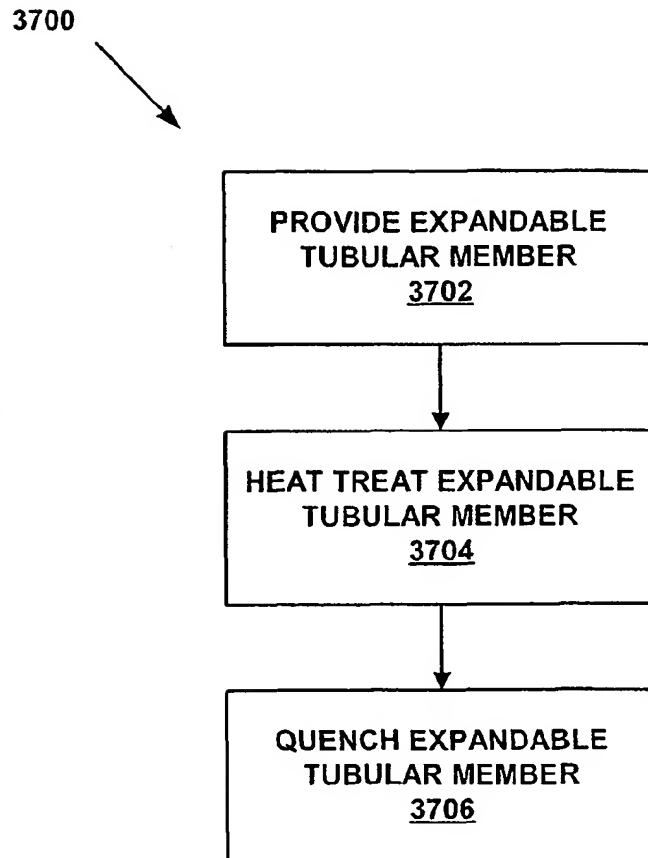 3700
PROVIDE EXPANDABLE
TUBULAR MEMBER
3702
HEAT TREAT EXPANDABLE
TUBULAR MEMBER
3704
QUENCH EXPANDABLE
TUBULAR MEMBER
3706